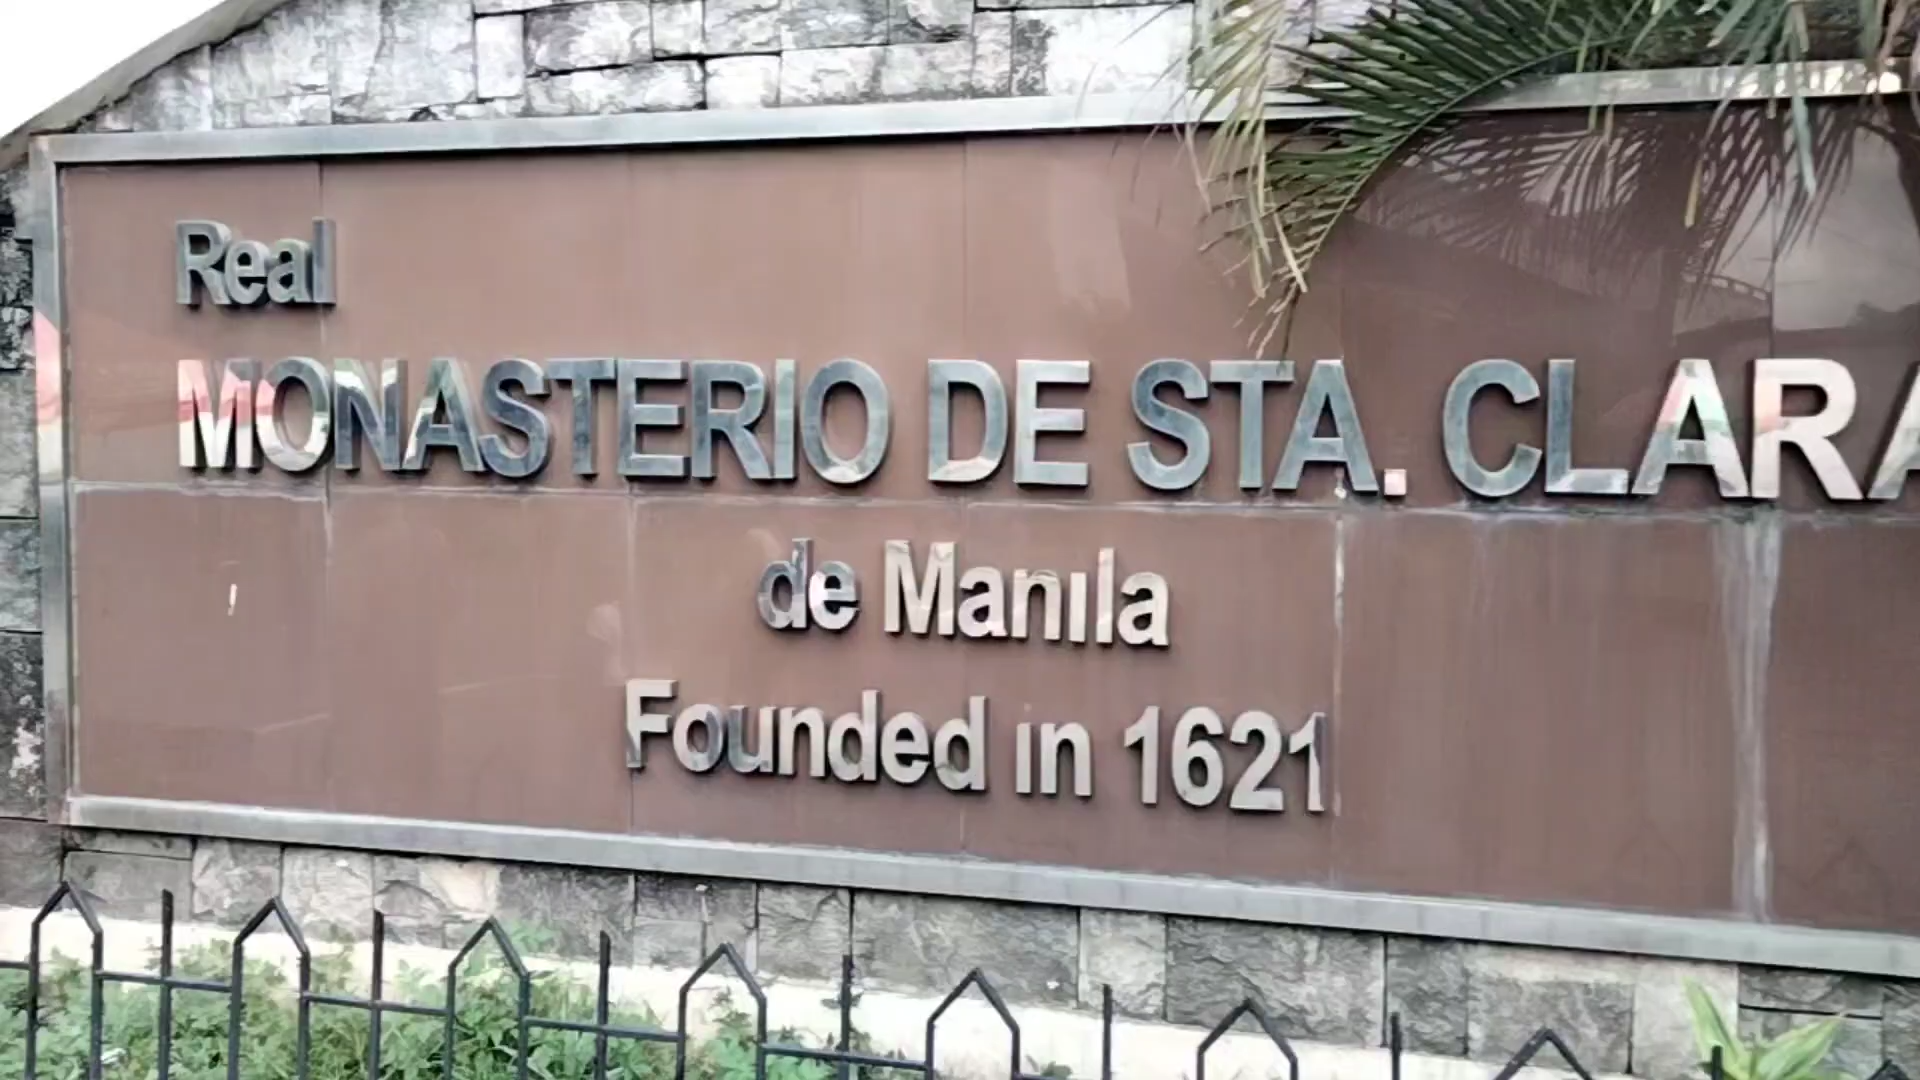 Real
MONASTERIO DE STA. CLARA
de Manila
Founded in 1621